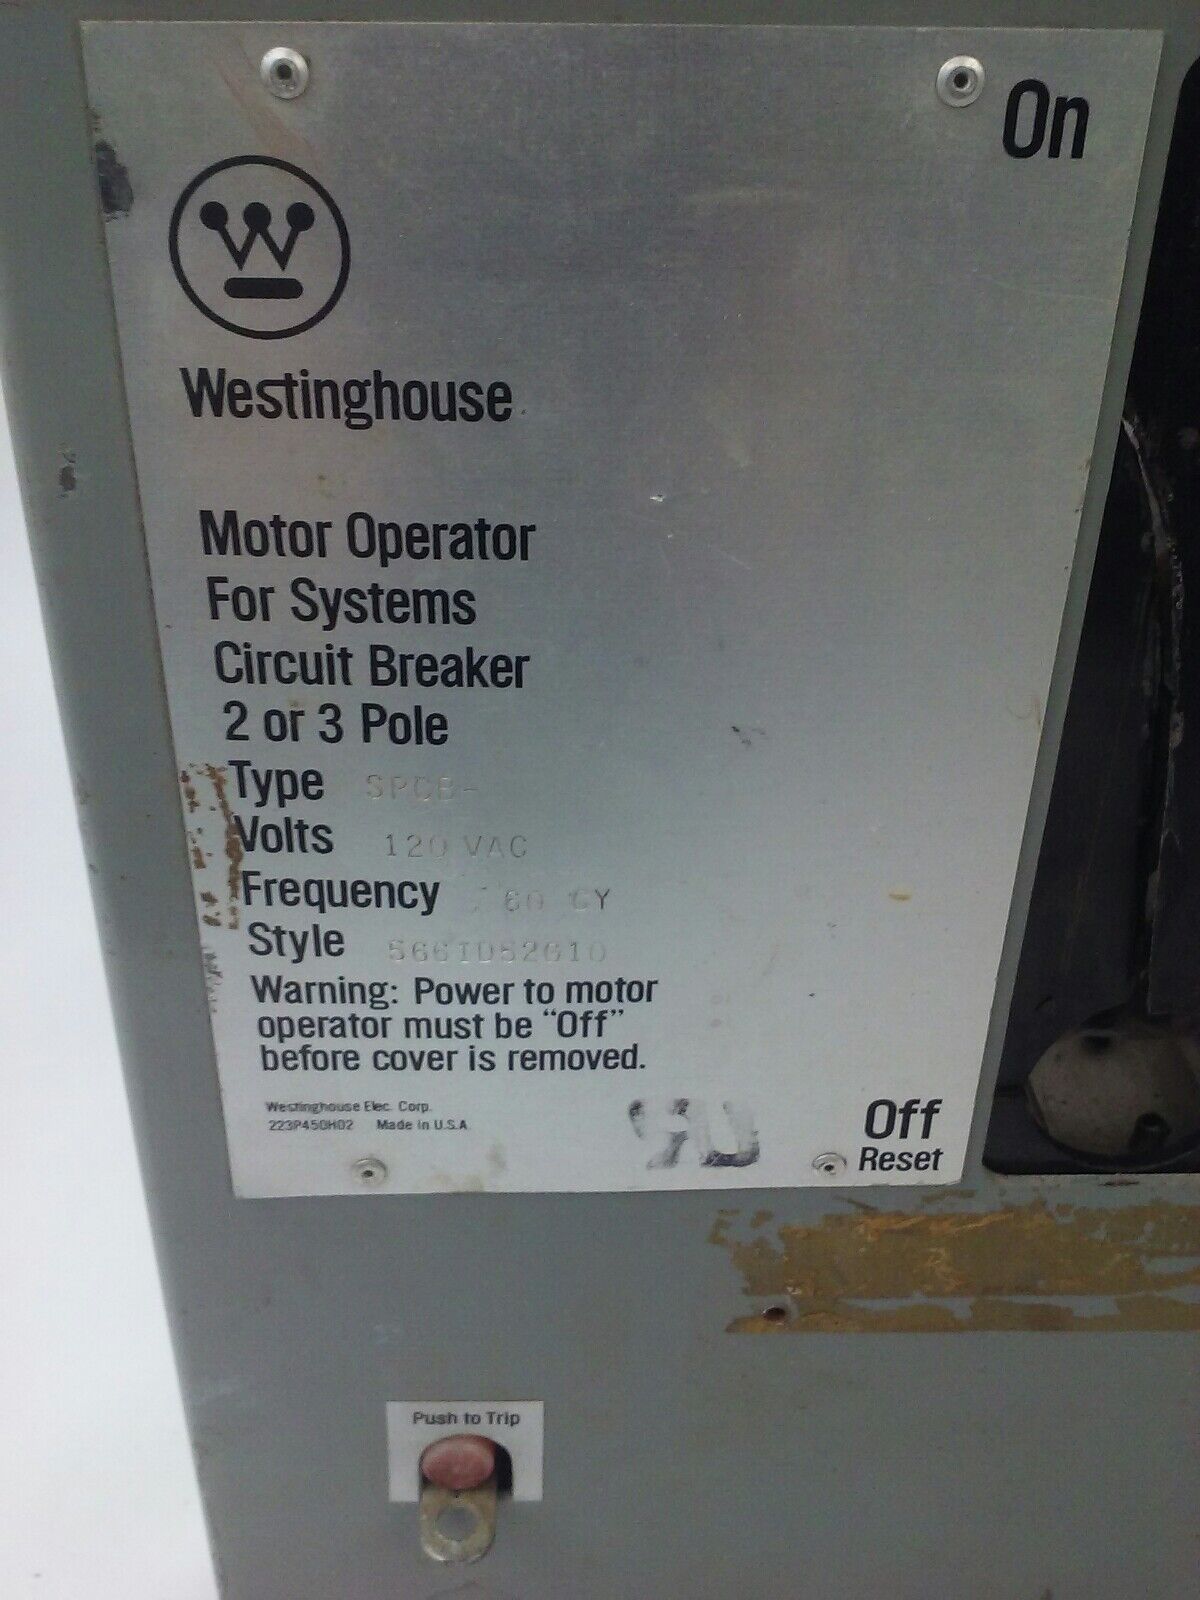 On
Westinghouse
Motor Operator
For Systems
Circuit Breaker
2 or 3 Pole
Type SPCB-
Volts 120 VAC
Frequency 60 CY
Style
Warning: Power to motor
operator must be "Off"
before cover is removed.
Westinghouse Elec. Corp.
223P450H02 Made in U.S.A
Off
Reset
Push to Trip